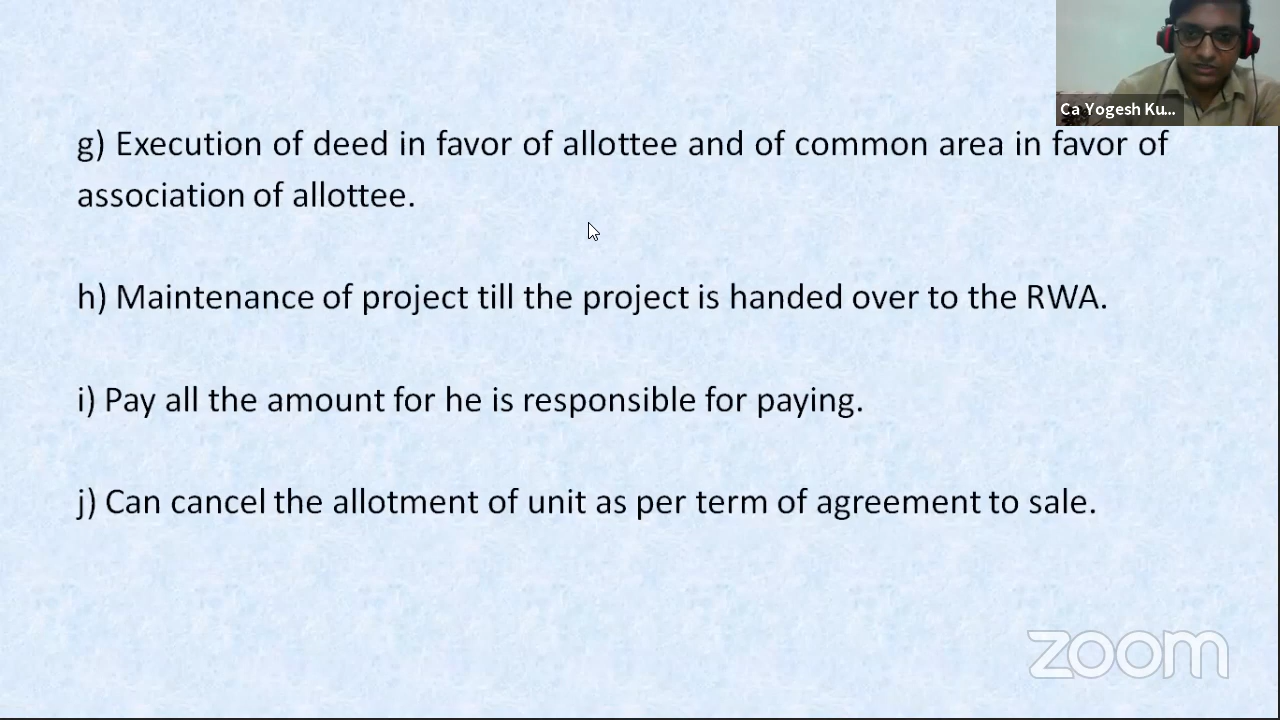 Ca Yogesh Ku...
g) Execution of deed in favor of allottee and of common area in favor of
association of allottee.
h) Maintenance of project till the project is handed over to the RWA.
i) Pay all the amount for he is responsible for paying.
j) Can cancel the allotment of unit as per term of agreement to sale.
zoom